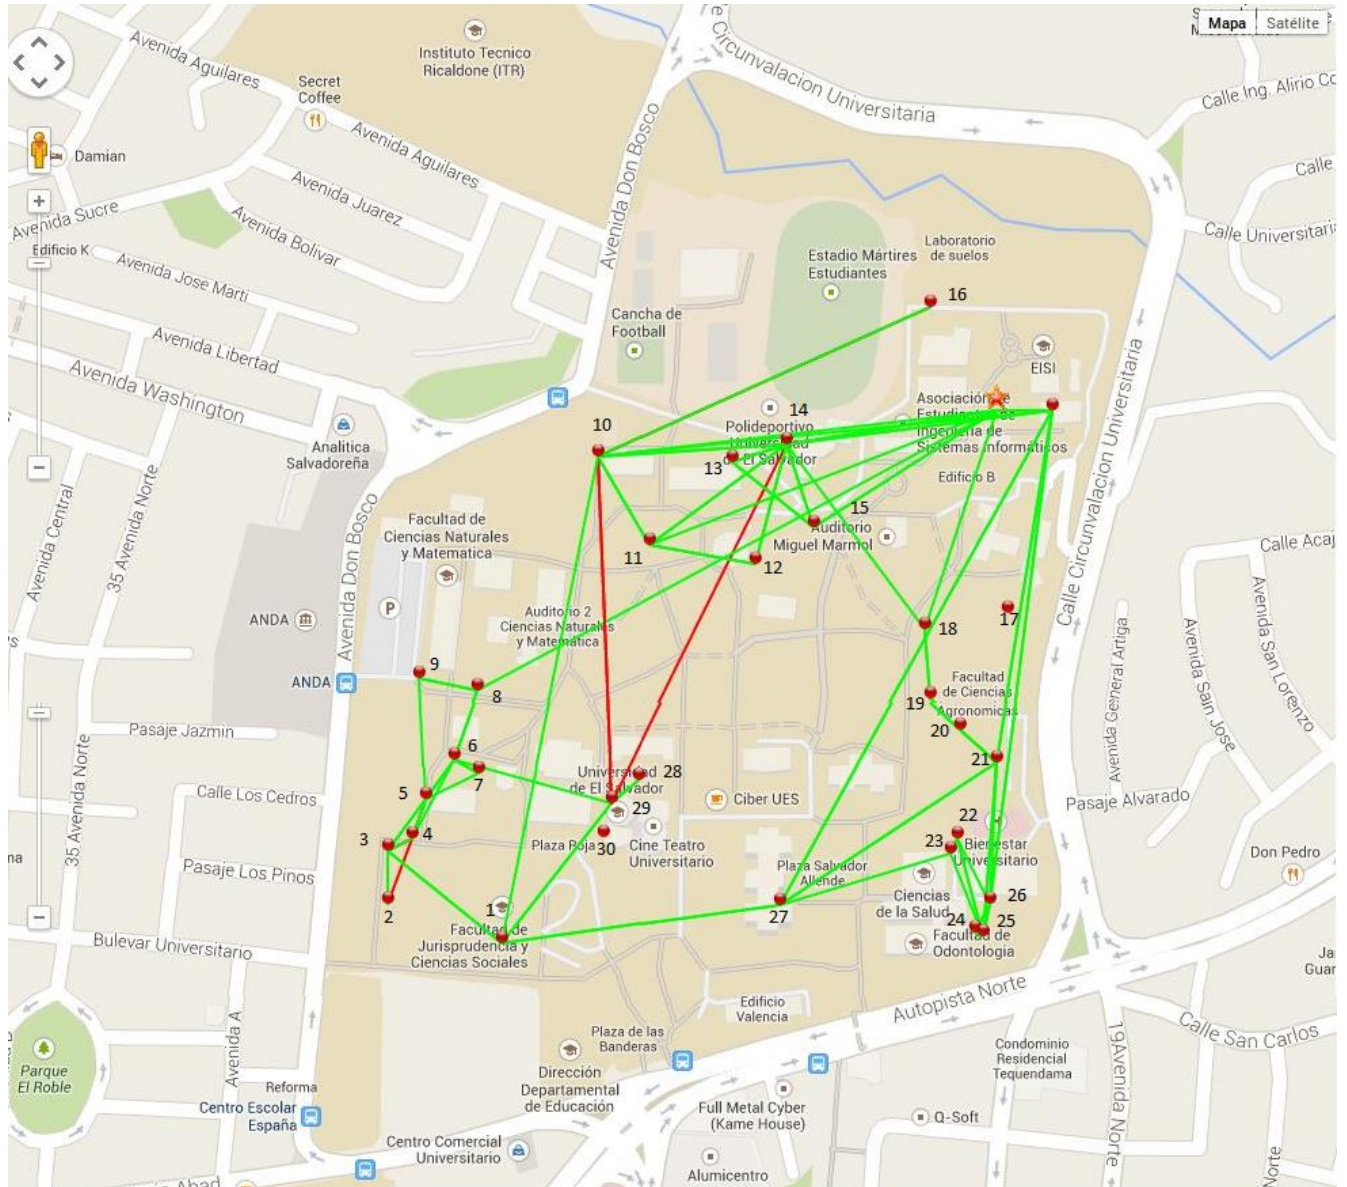 Mapa
Satélite
Circunvalacion Universitaria
Calle Ing. Alirio Co
Calle
Calle Universitaria
Avenida Aguilares
Instituto Tecnico
Ricaldone (ITR)
Secret
Coffee
Avenida Aguilares
Damian
Avenida Juarez
Avenida Sucre
Avenida Bolivar
Edificio K
Avenida Jose Marti
Avenida Don Bosco
Estadio Mártires
Estudiantes
Laboratorio
de suelos
16
Cancha de
Football
Avenida Libertad
Avenida Washington
EISI
Asociación de
Estudiantes de
Ingeniería de
Sistemas Informáticos
Analitica
Salvadoreña
10
14
Polideportivo
Universidad
de El Salvador
13
Edificio B
Calle Circunvalacion Universitaria
Avenida Central
35 Avenida Norte
Avenida Don Bosco
Facultad de
Ciencias Naturales
y Matematica
11
12
15
Auditorio
Miguel Marmol
Calle Acaj
P
ANDA
Auditorio 2
Ciencias Naturales
y Matemática
17
18
9
ANDA
8
Facultad
de Ciencias
Agronomicas
19
20
21
Avenida General Artiga
Avenida Sain Jose
Avenida San Lorenzo
Pasaje Jazmin
6
7
5
Universidad
de El Salvador
28
29
Calle Los Cedros
Ciber UES
Pasaje Alvarado
35 Avenida Norte
3
4
Plaza Roja
30
Cine Teatro
Universitario
22
23
Bienestar
Universitario
Don Pedro
Pasaje Los Pinos
Plaza Salvador
Allende
27
Ciencias
de la Salud
26
2
1
24
25
Facultad de
Jurisprudencia y
Ciencias Sociales
Facultad de
Odontologia
Bulevar Universitario
Autopista Norte
Edificio
Valencia
Calle San Carlos
Avenida A
Plaza de las
Banderas
Condominio
Residencial
Tequendama
19Avenida Norte
Parque
El Roble
Reforma
Centro Escolar
España
Dirección
Departamental
de Educación
Full Metal Cyber
(Kame House)
Q-Soft
Centro Comercial
Universitario
Alumicentro
Norte
Abad